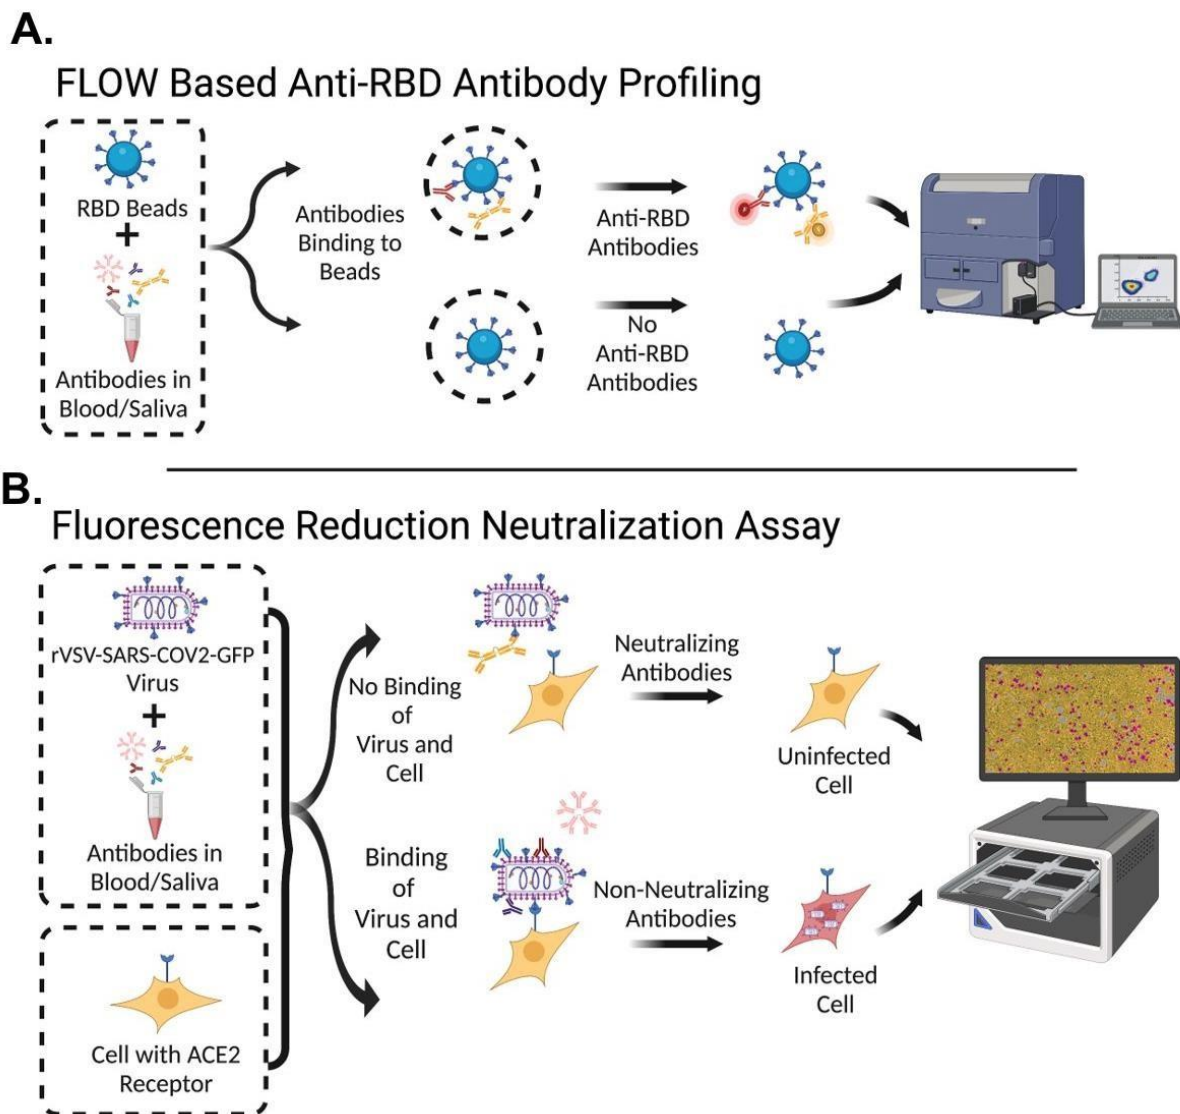 A.
FLOW Based Anti-RBD Antibody Profiling
RBD Beads
+
Antibodies in
Blood/Saliva
Antibodies
Binding to
Beads
Anti-RBD
Antibodies
No
Anti-RBD
Antibodies
B.
Fluorescence Reduction Neutralization Assay
rVSV-SARS-COV2-GFP
Virus
+
Antibodies in
Blood/Saliva
Cell with ACE2
Receptor
No Binding
of
Virus and
Cell
Binding
of
Virus and
Cell
Neutralizing
Antibodies
Non-Neutralizing
Antibodies
Uninfected
Cell
Infected
Cell